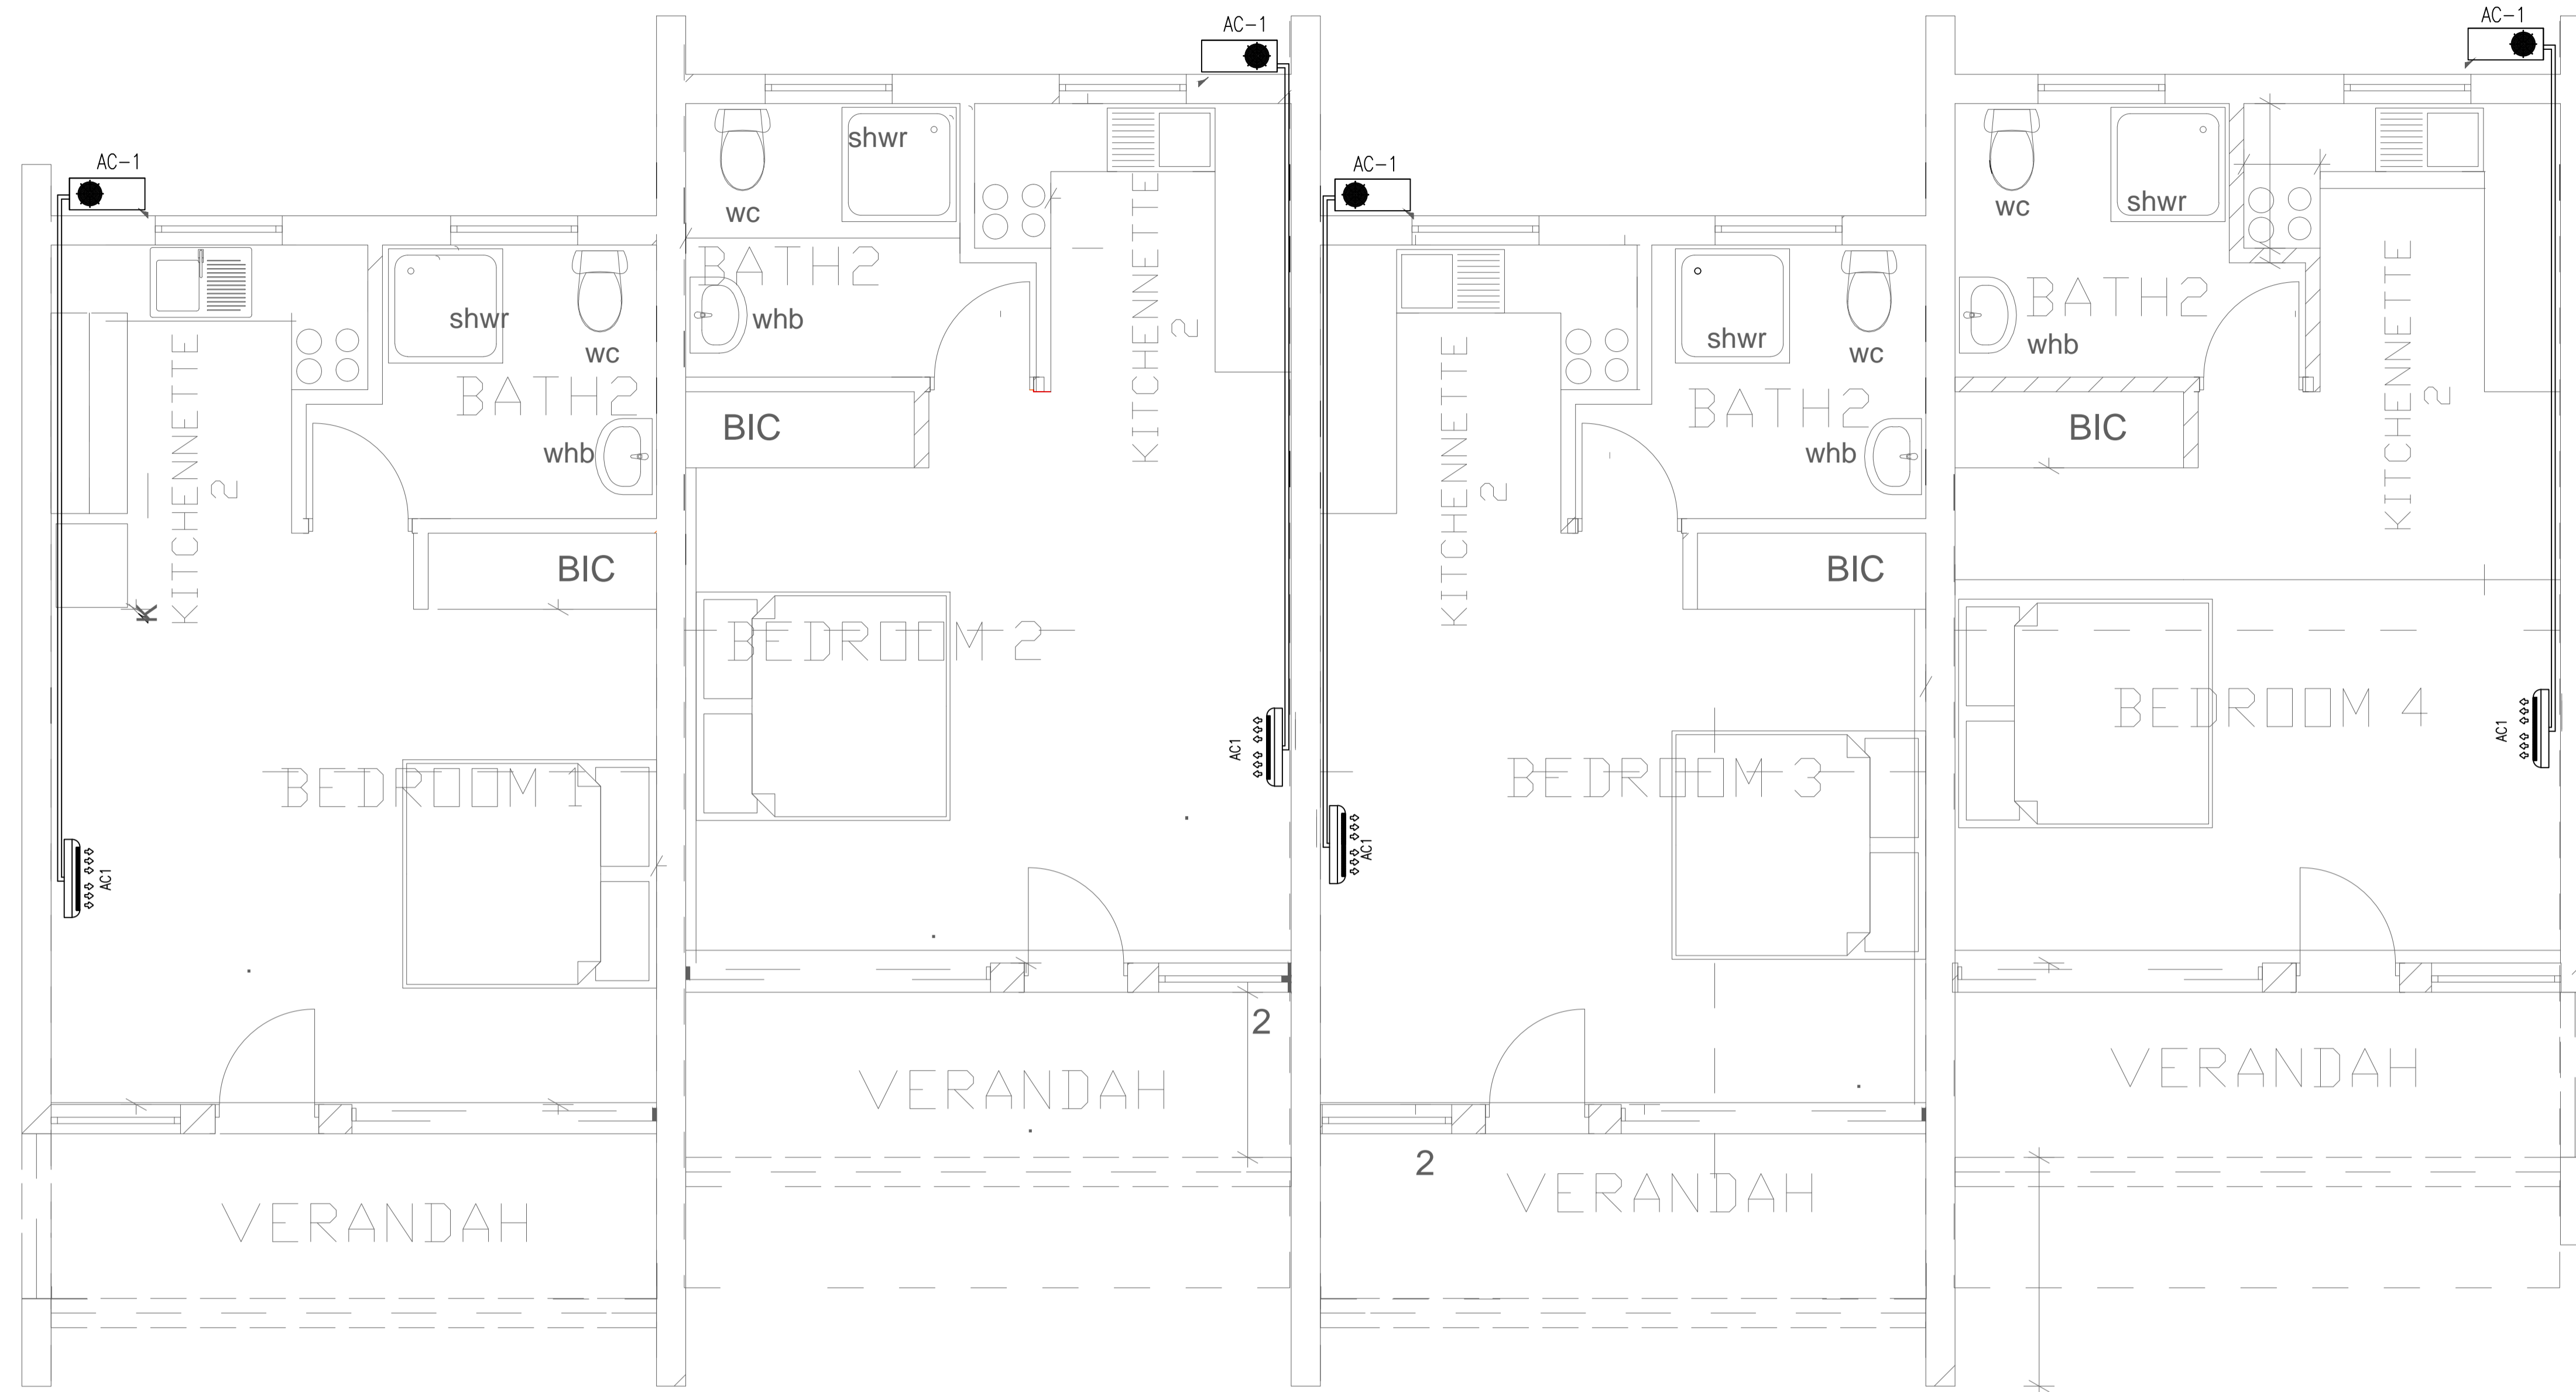 AC-1
AC-1
AC-1
AC-1
shwr
wc
BATH2
whb
KITCHENNETTE
2
BIC
BEDROOM 2
AC1
2
VERANDAH
shwr
wc
BATH2
whb
KITCHENNETTE
2
BIC
K
BEDROOM 1
AC1
VERANDAH
shwr
wc
BATH2
whb
KITCHENNETTE
2
BIC
BEDROOM 3
AC1
2
VERANDAH
wc
shwr
BATH2
whb
KITCHENNETTE
2
BIC
BEDROOM 4
AC1
VERANDAH